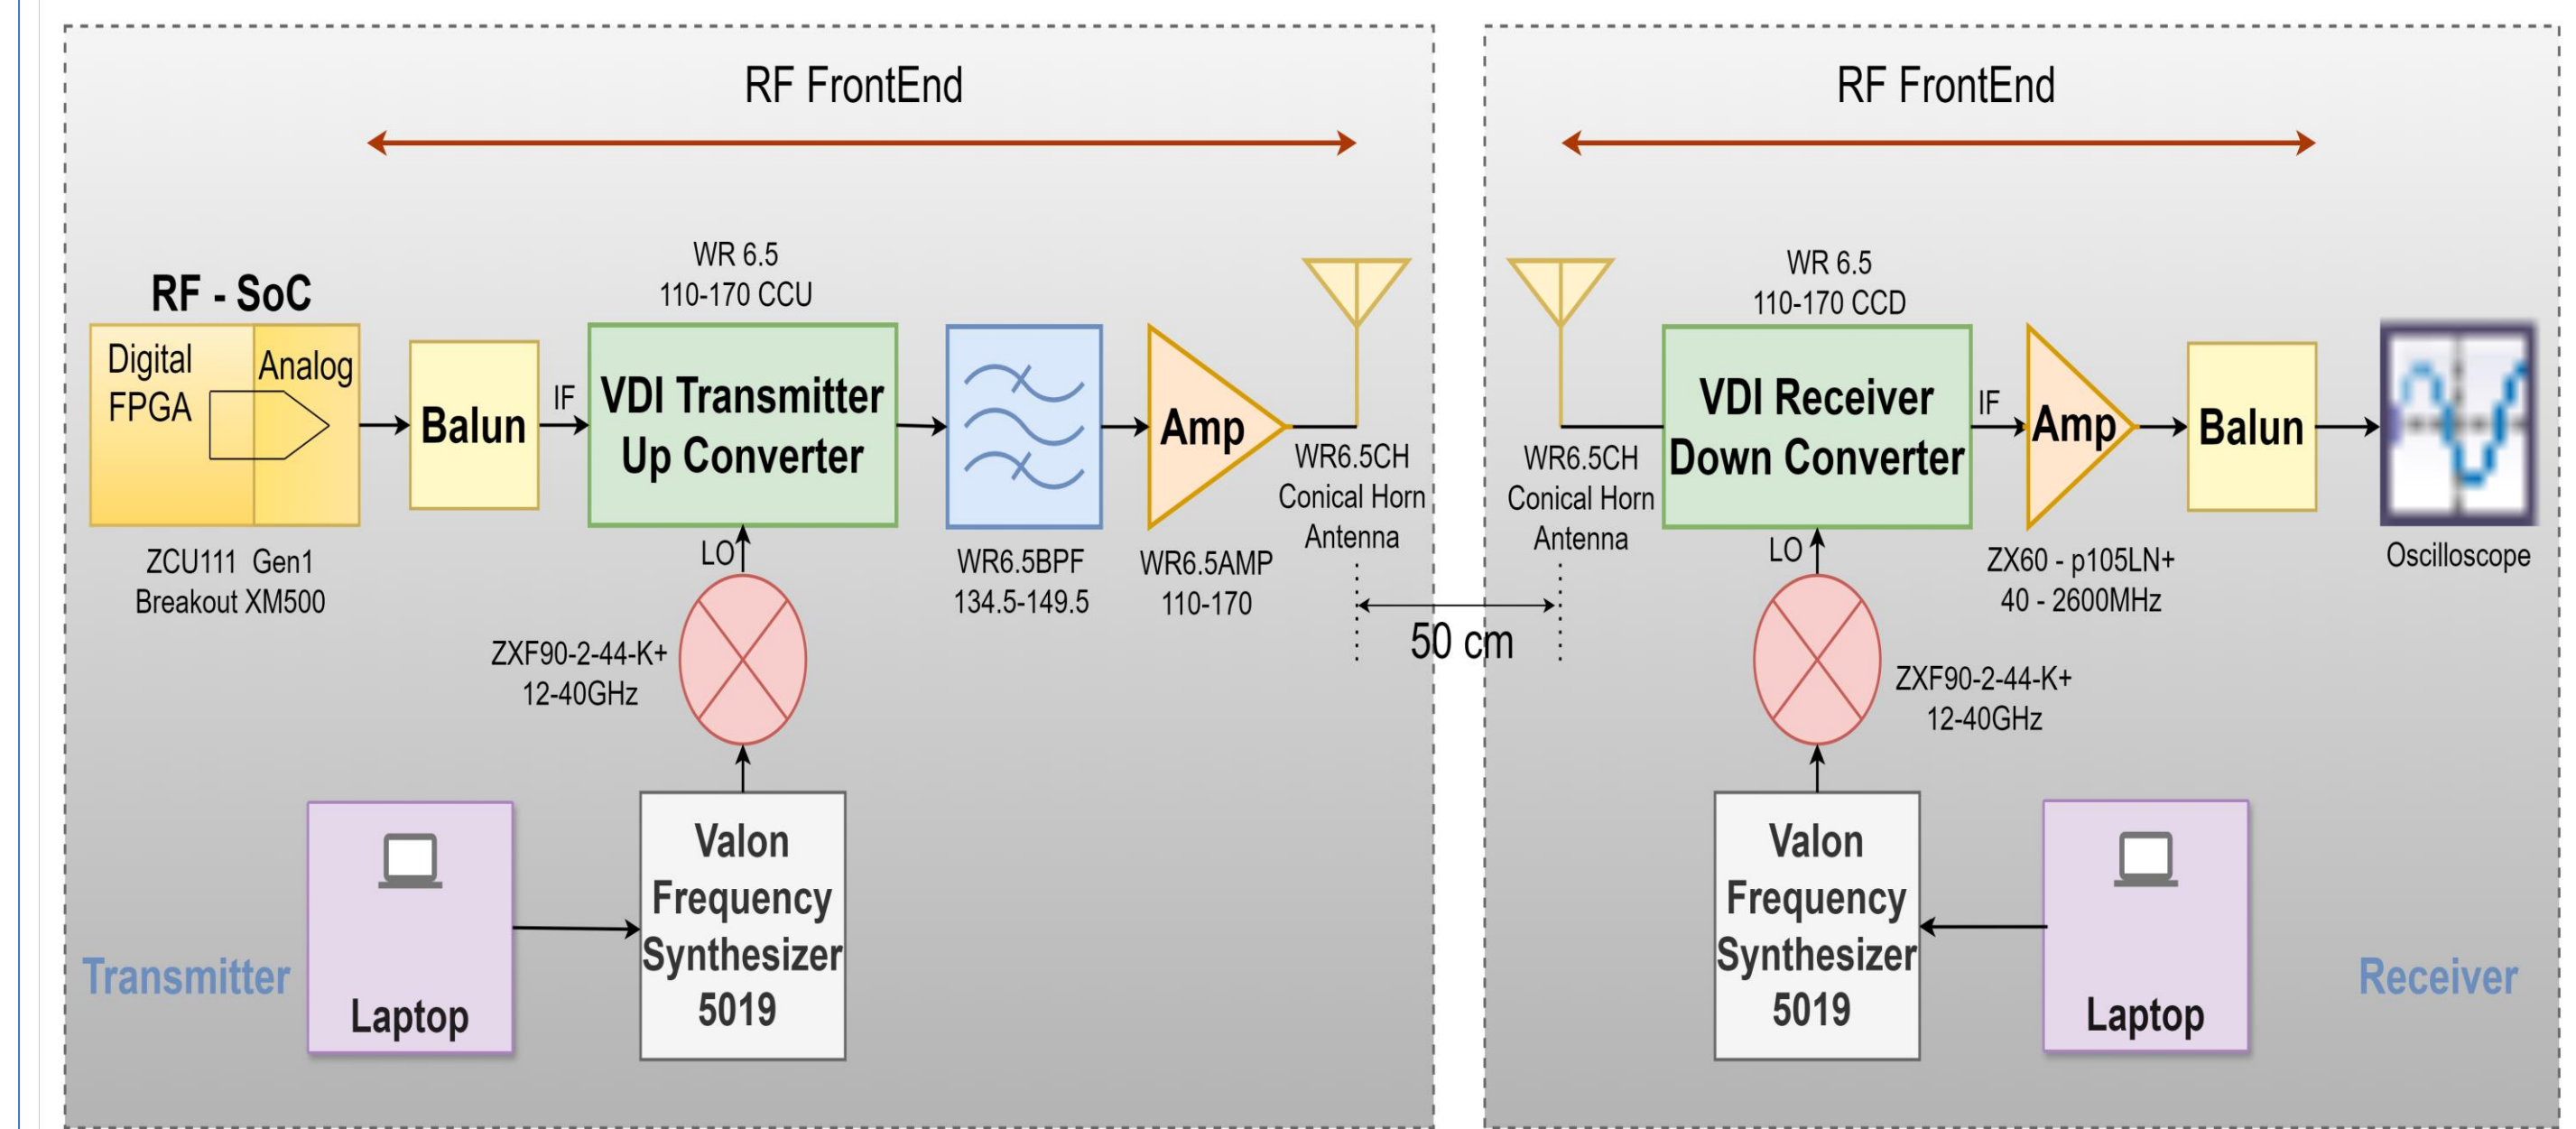 RF FrontEnd
RF - SoC
Digital
FPGA
Analog
ZCU111 Gen1
Breakout XM500
Balun
IF
WR 6.5
110-170 CCU
VDI Transmitter
Up Converter
LO
ZXF90-2-44-K+
12-40GHz
Valon
Frequency
Synthesizer
5019
Laptop
Transmitter
WR6.5BPF
134.5-149.5
Amp
WR6.5AMP
110-170
WR6.5CH
Conical Horn
Antenna
50 cm
RF FrontEnd
WR6.5CH
Conical Horn
Antenna
WR 6.5
110-170 CCD
VDI Receiver
Down Converter
LO
ZXF90-2-44-K+
12-40GHz
Valon
Frequency
Synthesizer
5019
Laptop
IF
Amp
ZX60 - p105LN+
40 - 2600MHz
Balun
Oscilloscope
Receiver